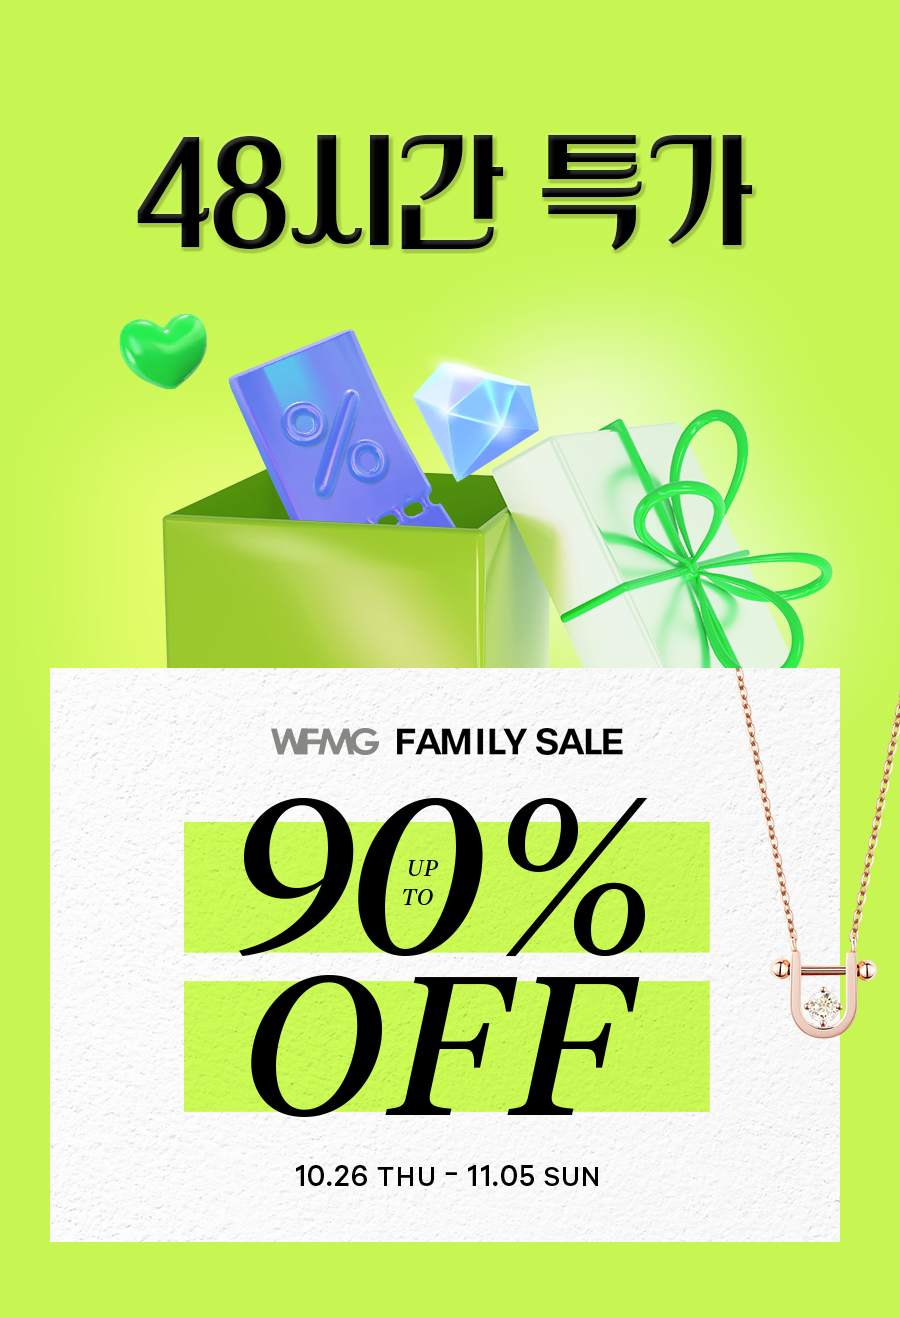 48시간 특가
%
WFMG FAMILY SALE
90%
UP
TO
OFF
10.26 THU - 11.05 SUN